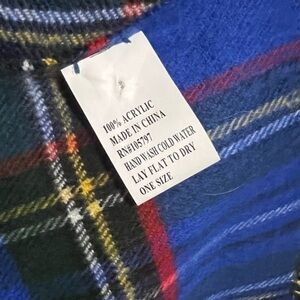 100% ACRYLIC
MADE IN CHINA
RN#105797
HAND WASH COLD WATER
LAY FLAT TO DRY
ONE SIZE